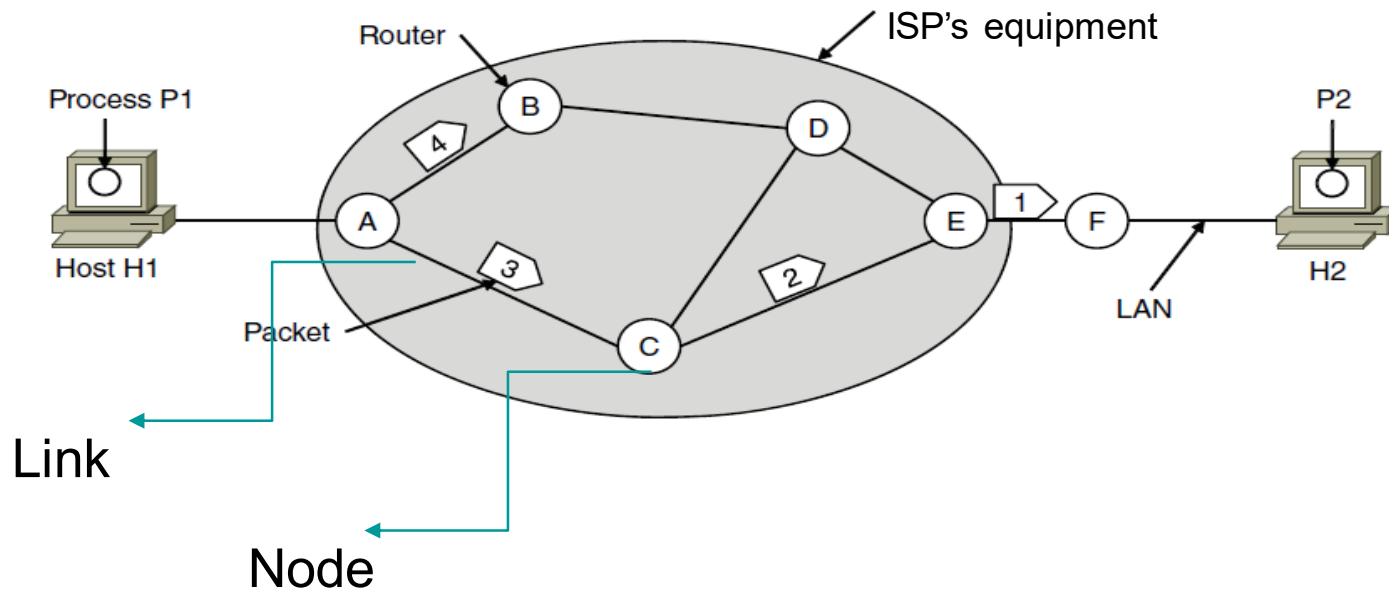 ISP's equipment
Router
Process P1
P2
B
4
D
A
1
E
F
3
2
Host H1
H2
Packet
LAN
C
Link
Node